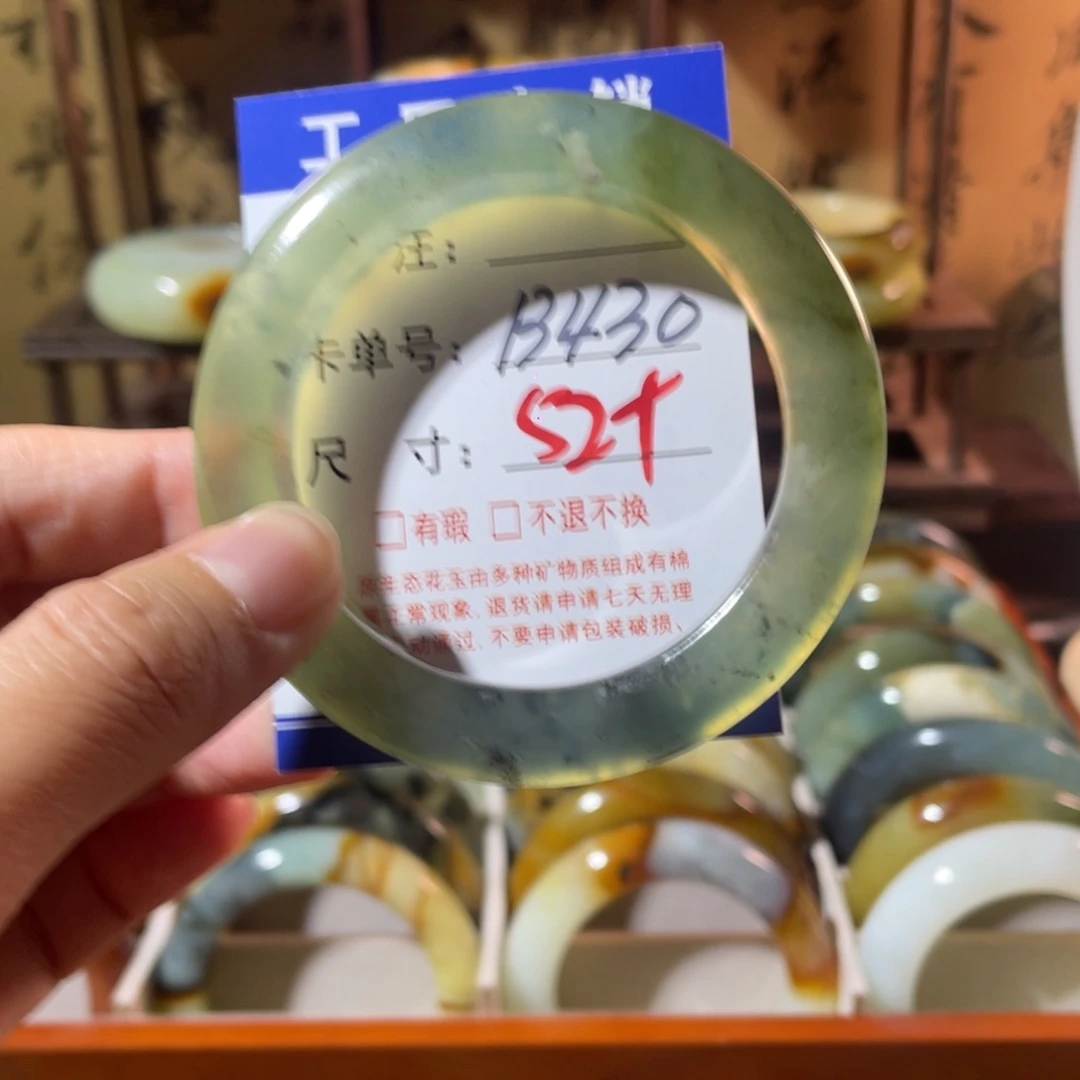 注:
卡单号: B430
尺 寸: 52+
□有瑕 □不退不换
态花玉由多种矿物质组成有棉
正常现象,退货请申请七天无理
动通过,不要申请包装破损、